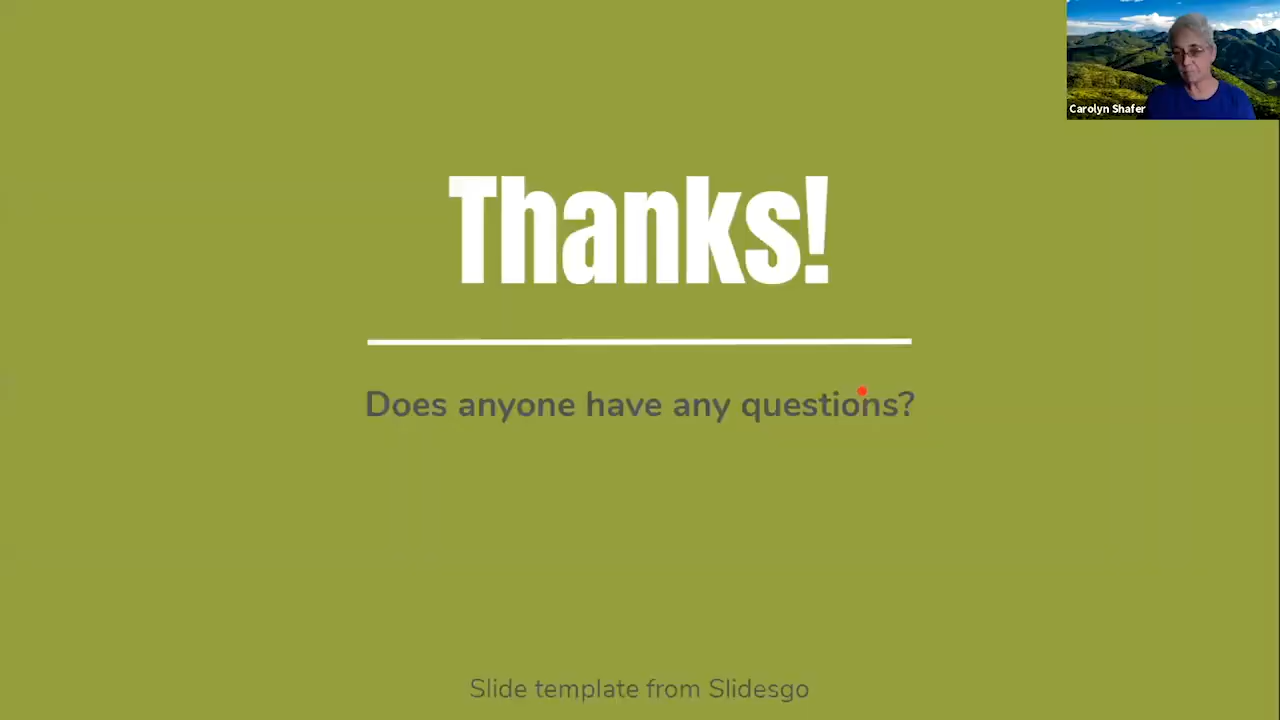 Carolyn Shafer
Thanks!
Does anyone have any questions?
Slide template from Slidesgo